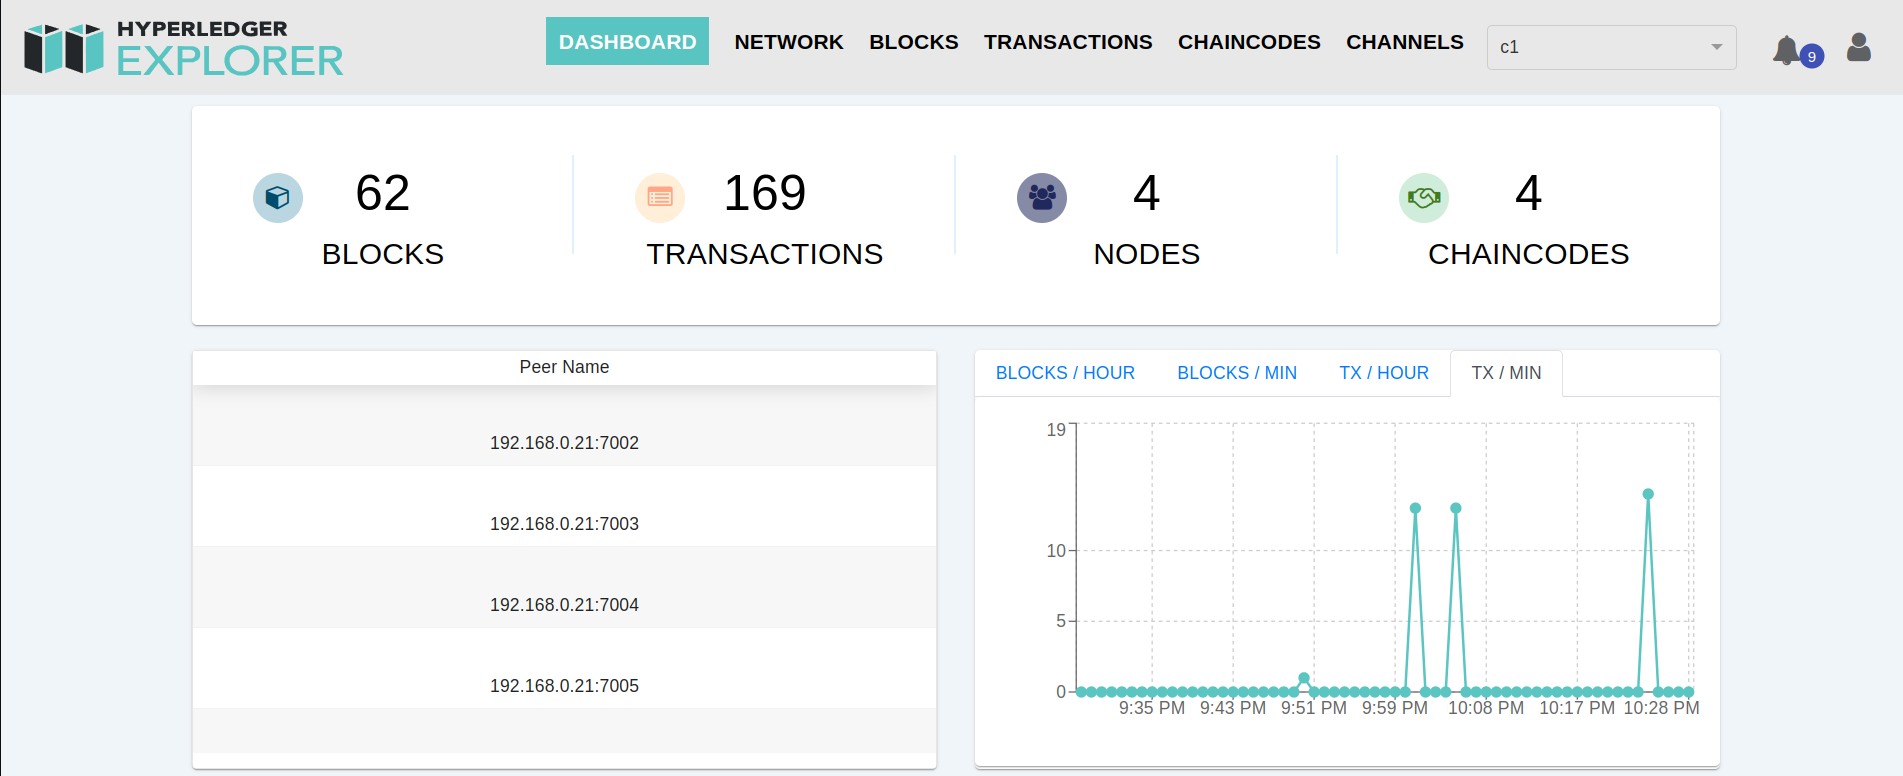 HYPERLEDGER
EXPLORER
DASHBOARD NETWORK BLOCKS TRANSACTIONS CHAINCODES CHANNELS c1 9
62 169 4 4
BLOCKS TRANSACTIONS NODES CHAINCODES
Peer Name
192.168.0.21:7002
192.168.0.21:7003
192.168.0.21:7004
192.168.0.21:7005
BLOCKS / HOUR BLOCKS / MIN TX / HOUR TX / MIN
19
10
5
0
9:35 PM 9:43 PM 9:51 PM 9:59 PM 10:08 PM 10:17 PM 10:28 PM